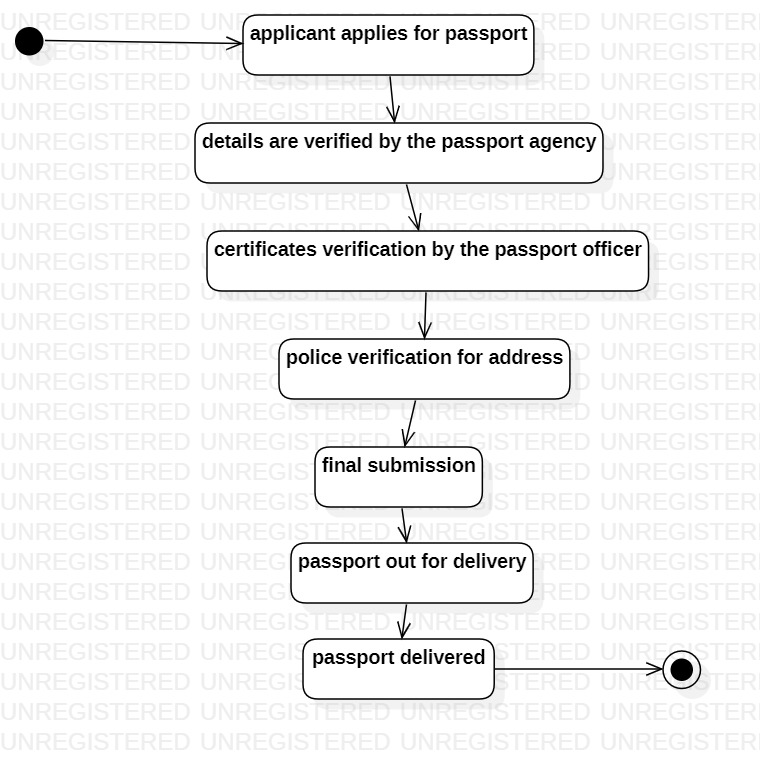 applicant applies for passport
details are verified by the passport agency
certificates verification by the passport officer
police verification for address
final submission
passport out for delivery
passport delivered
UNREGISTERED